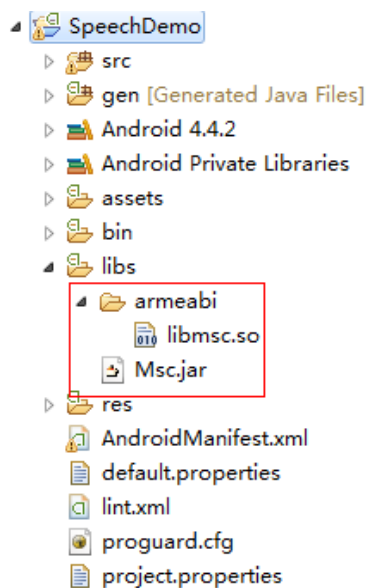 SpeechDemo
src
gen [Generated Java Files]
Android 4.4.2
Android Private Libraries
assets
bin
libs
armeabi
010
libmsc.so
Msc.jar
res
AndroidManifest.xml
default.properties
lint.xml
proguard.cfg
project.properties